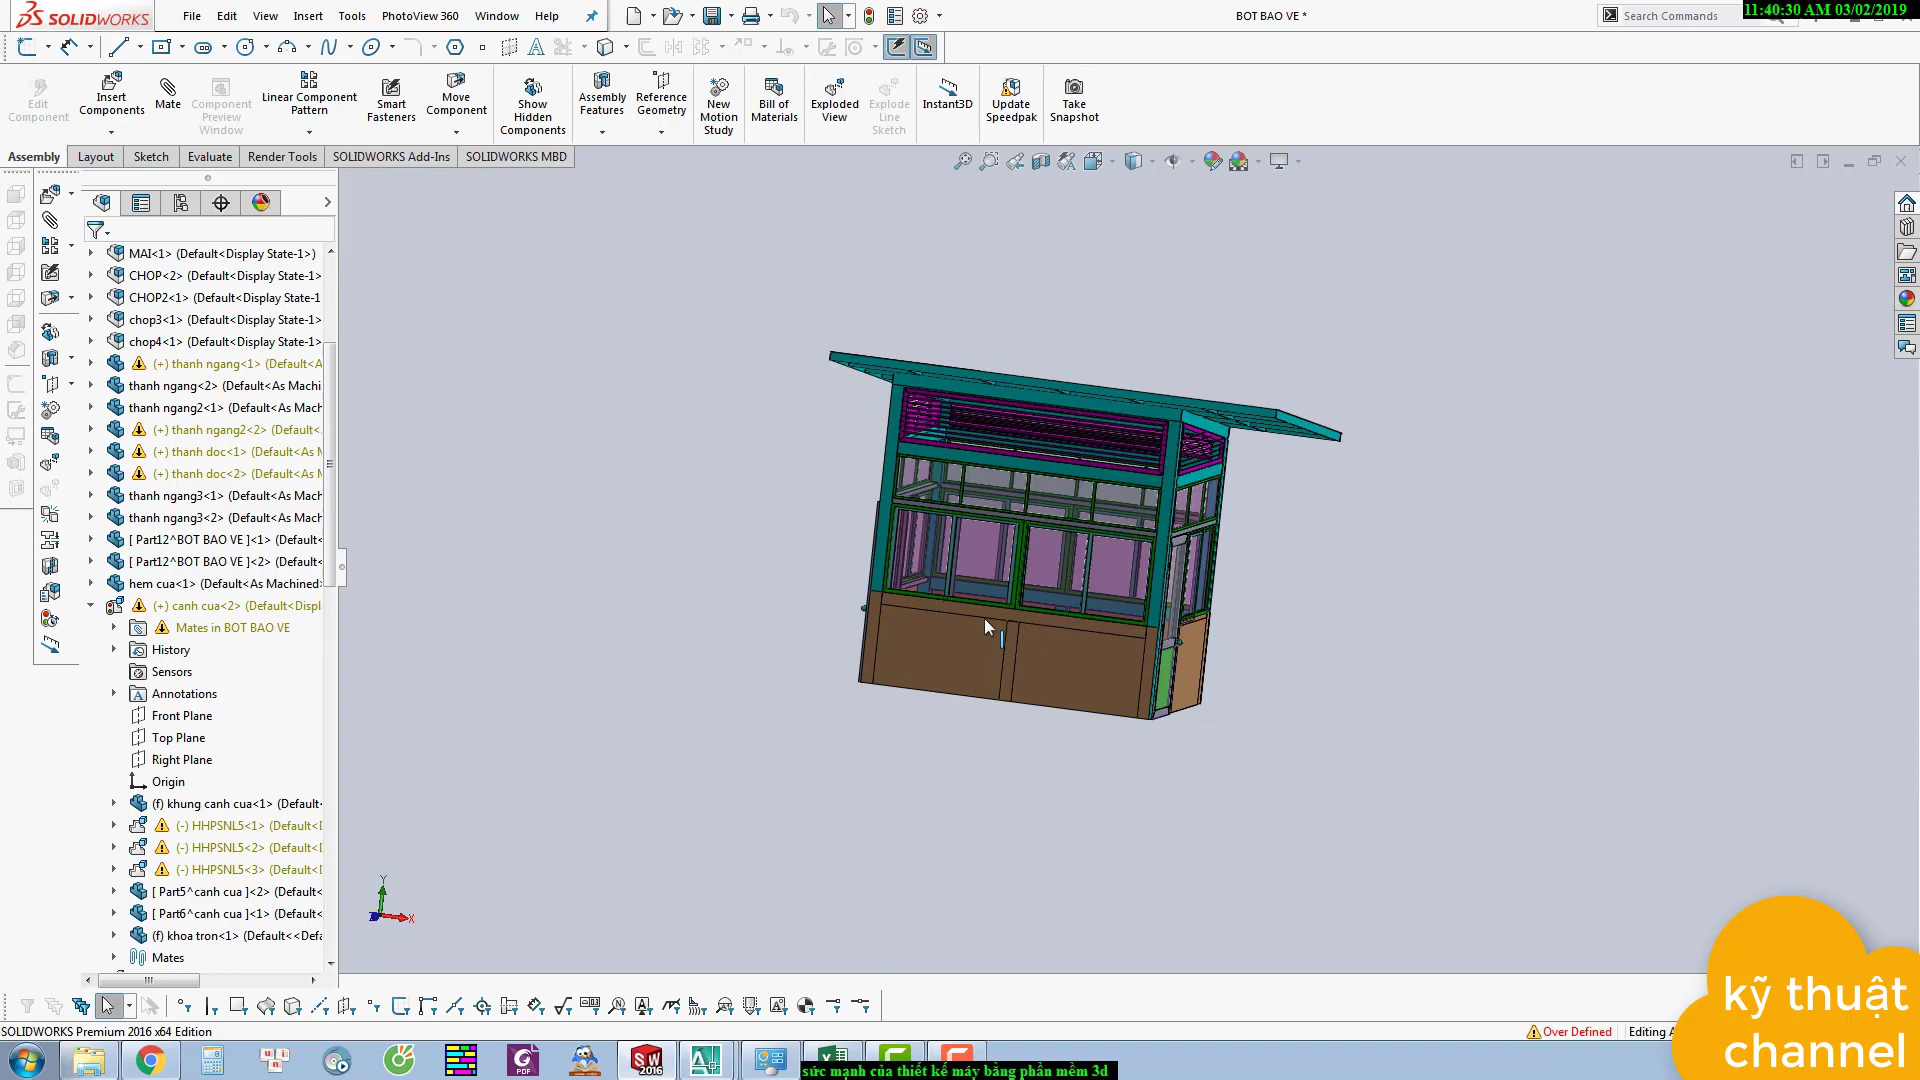 SOLIDWORKS
File Edit View Insert Tools PhotoView 360 Window Help
BOT BAO VE *
Search Commands
11:40:30 AM 03/02/2019
Edit Component
Insert Components
Mate
Component Preview Window
Linear Component Pattern
Smart Fasteners
Move Component
Show Hidden Components
Assembly Features
Reference Geometry
New Motion Study
Bill of Materials
Exploded View
Explode Line Sketch
Instant3D
Update Speedpak
Take Snapshot
Assembly Layout Sketch Evaluate Render Tools SOLIDWORKS Add-Ins SOLIDWORKS MBD
MAI<1> (Default<Display State-1>)
CHOP<2> (Default<Display State-1>
CHOP2<1> (Default<Display State-1
chop3<1> (Default<Display State-1>
chop4<1> (Default<Display State-1>
(+) thanh ngang<1> (Default<A
thanh ngang<2> (Default<As Machi
thanh ngang2<1> (Default<As Mach
(+) thanh ngang2<2> (Default<
(+) thanh doc<1> (Default<As M
(+) thanh doc<2> (Default<As M
thanh ngang3<1> (Default<As Mach
thanh ngang3<2> (Default<As Mach
[ Part12^BOT BAO VE ]<1> (Default<
[ Part12^BOT BAO VE ]<2> (Default<
hem cua<1> (Default<As Machined>
(+) canh cua<2> (Default<Displ
Mates in BOT BAO VE
History
Sensors
Annotations
Front Plane
Top Plane
Right Plane
Origin
(f) khung canh cua<1> (Default<
(-) HHPSNL5<1> (Default<D
(-) HHPSNL5<2> (Default<D
(-) HHPSNL5<3> (Default<D
[ Part5^canh cua ]<2> (Default<
[ Part6^canh cua ]<1> (Default<
(f) khoa tron<1> (Default<<Defa
Mates
Y
X
SOLIDWORKS Premium 2016 x64 Edition
Over Defined
Editing A
kỹ thuật
channel
SW
2016
PDF
sức mạnh của thiết kế máy bằng phần mềm 3d